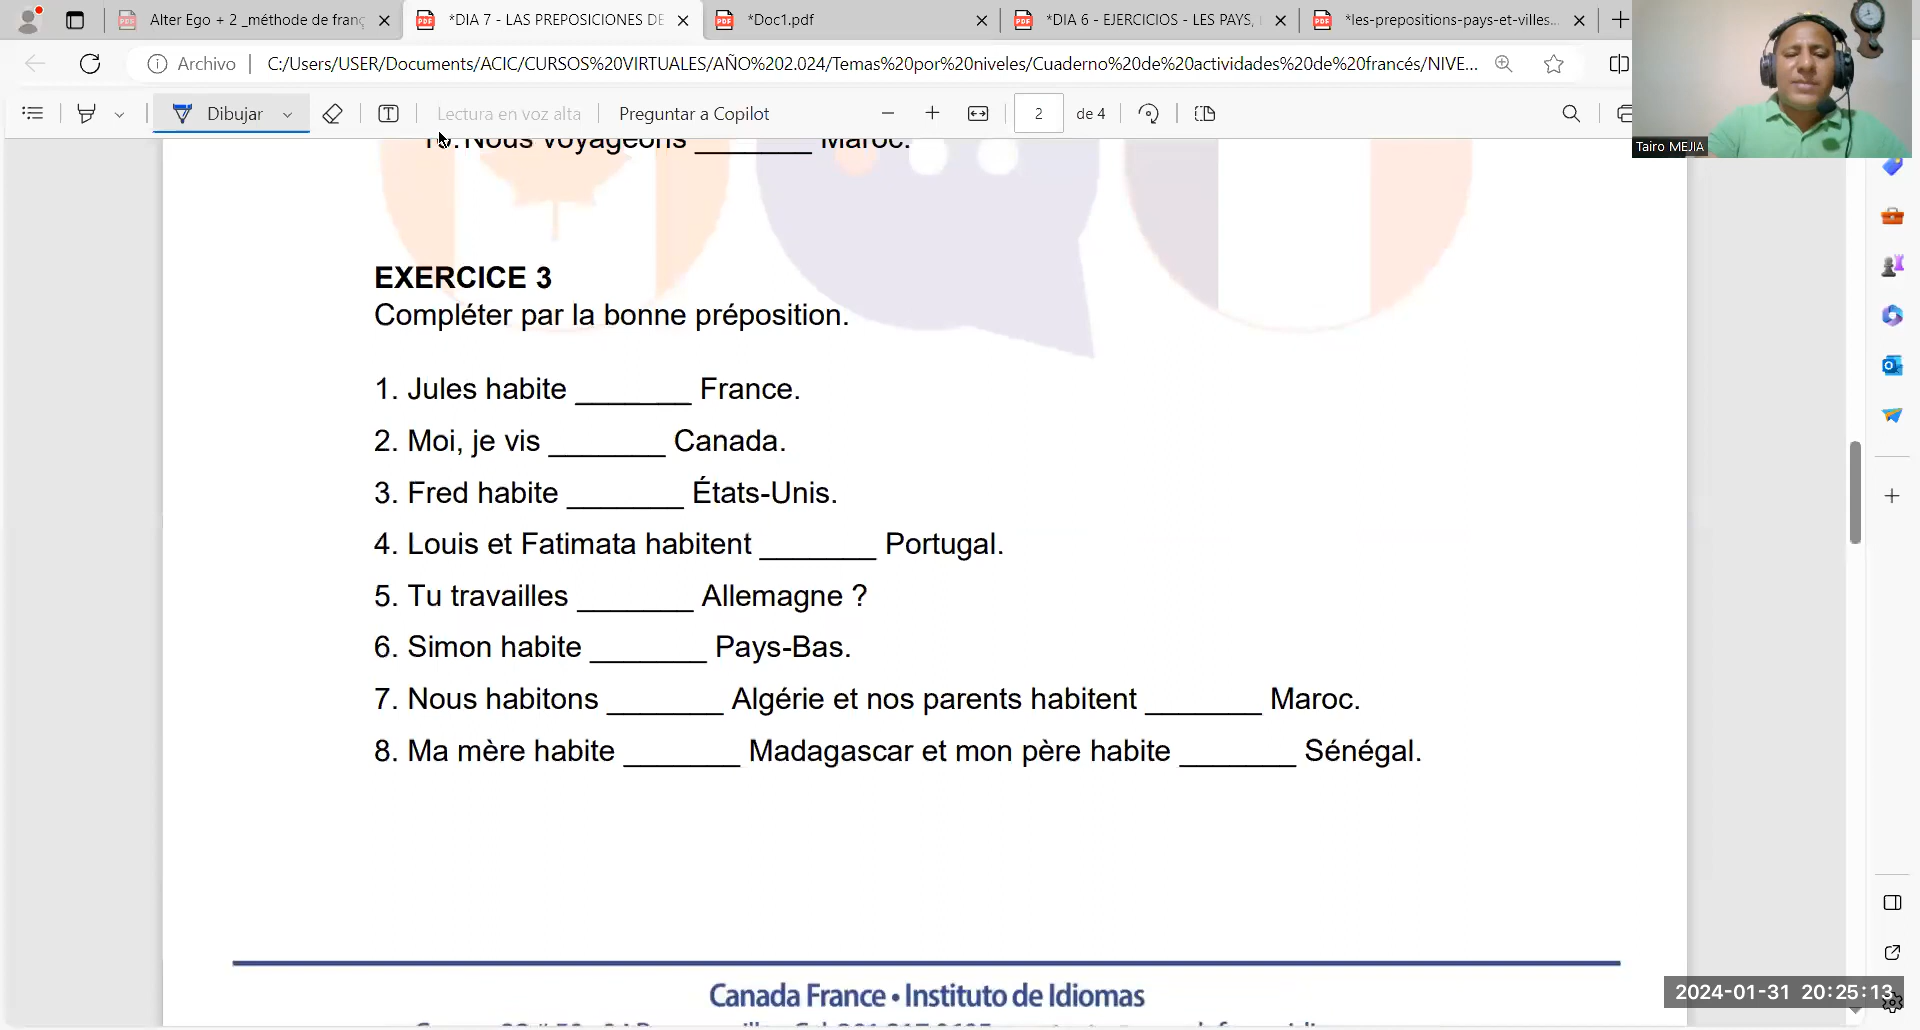 Alter Ego + 2 _méthode de franç
*DIA 7 - LAS PREPOSICIONES DE
*Doc1.pdf
*DIA 6 - EJERCICIOS - LES PAYS,
*les-prepositions-pays-et-villes...
Archivo
C:/Users/USER/Documents/ACIC/CURSOS%20VIRTUALES/AÑO%202.024/Temas%20por%20niveles/Cuaderno%20de%20actividades%20de%20francés/NIVE...
Dibujar
Lectura en voz alta
Preguntar a Copilot
2
de 4
Tairo MEJIA
10. Nous voyageons _______ Maroc.
EXERCICE 3
Compléter par la bonne préposition.
1. Jules habite _______ France.
2. Moi, je vis _______ Canada.
3. Fred habite _______ États-Unis.
4. Louis et Fatimata habitent _______ Portugal.
5. Tu travailles _______ Allemagne ?
6. Simon habite _______ Pays-Bas.
7. Nous habitons _______ Algérie et nos parents habitent _______ Maroc.
8. Ma mère habite _______ Madagascar et mon père habite _______ Sénégal.
Canada France • Instituto de Idiomas
2024-01-31 20:25:13